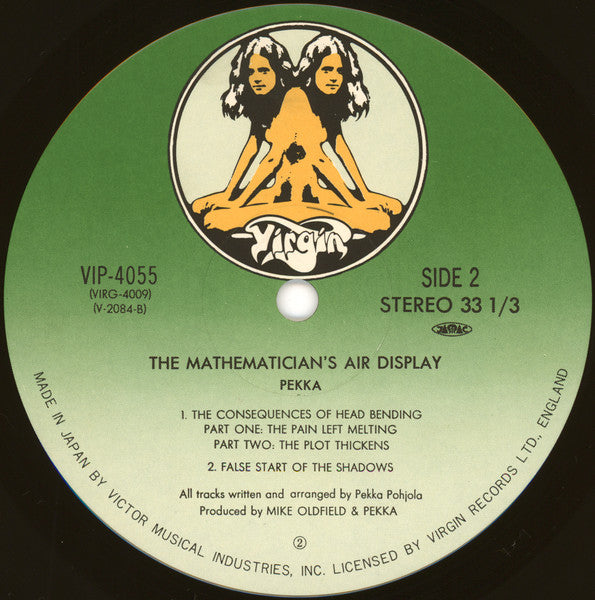 Virgin
VIP-4055
(VIRG-4009)
(V-2084-B)
SIDE 2
STEREO 33 1/3
JASRAC
THE MATHEMATICIAN'S AIR DISPLAY
PEKKA
1. THE CONSEQUENCES OF HEAD BENDING
PART ONE: THE PAIN LEFT MELTING
PART TWO: THE PLOT THICKENS
2. FALSE START OF THE SHADOWS
All tracks written and arranged by Pekka Pohjola
Produced by MIKE OLDFIELD & PEKKA
②
MADE IN JAPAN BY VICTOR MUSICAL INDUSTRIES, INC. LICENSED BY VIRGIN RECORDS LTD., ENGLAND